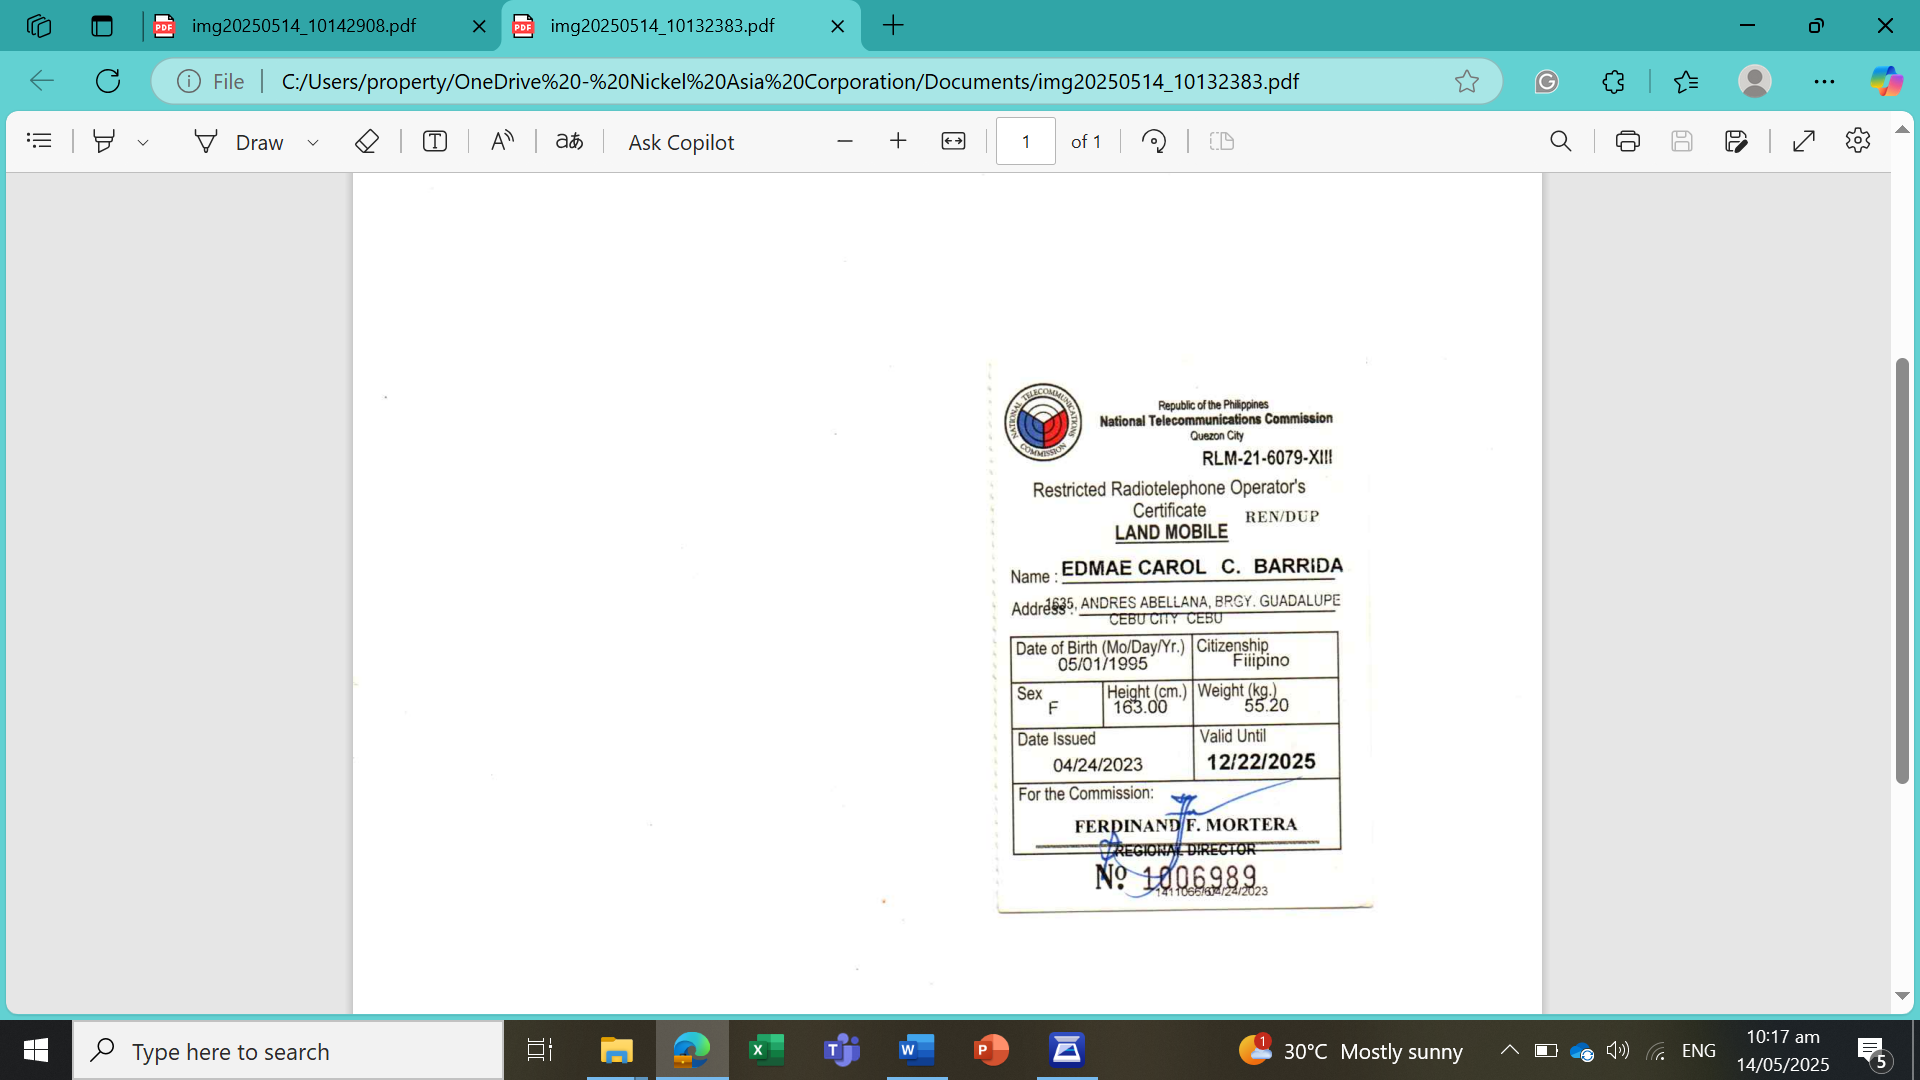 img20250514_10142908.pdf
img20250514_10132383.pdf
File
C:/Users/property/OneDrive%20-%20Nickel%20Asia%20Corporation/Documents/img20250514_10132383.pdf
Draw
Ask Copilot
1 of 1
NATIONAL TELECOMMUNICATIONS COMMISSION
Republic of the Philippines
National Telecommunications Commission
Quezon City
RLM-21-6079-XIII
Restricted Radiotelephone Operator's
Certificate REN/DUP
LAND MOBILE
Name : EDMAE CAROL C. BARRIDA
Address : 1635, ANDRES ABELLANA, BRGY. GUADALUPE
CEBU CITY CEBU
Date of Birth (Mo/Day/Yr.) Citizenship
05/01/1995 Filipino
Sex Height (cm.) Weight (kg.)
F 163.00 55.20
Date Issued Valid Until
04/24/2023 12/22/2025
For the Commission:
FERDINAND F. MORTERA
REGIONAL DIRECTOR
No. 1006989
Type here to search
1
30°C Mostly sunny
ENG
10:17 am
14/05/2025
5